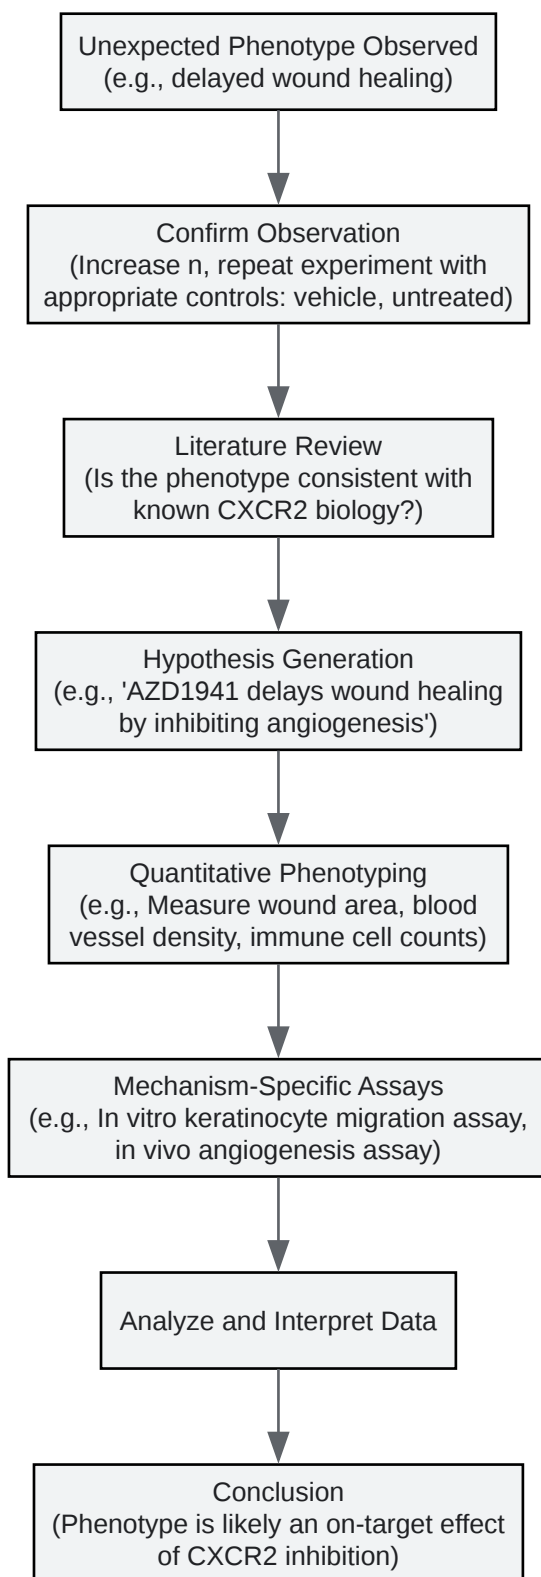 Unexpected Phenotype Observed
(e.g., delayed wound healing)
Confirm Observation
(Increase n, repeat experiment with
appropriate controls: vehicle, untreated)
Literature Review
(Is the phenotype consistent with
known CXCR2 biology?)
Hypothesis Generation
(e.g., 'AZD1941 delays wound healing
by inhibiting angiogenesis')
Quantitative Phenotyping
(e.g., Measure wound area, blood
vessel density, immune cell counts)
Mechanism-Specific Assays
(e.g., In vitro keratinocyte migration assay,
in vivo angiogenesis assay)
Analyze and Interpret Data
Conclusion
(Phenotype is likely an on-target effect
of CXCR2 inhibition)